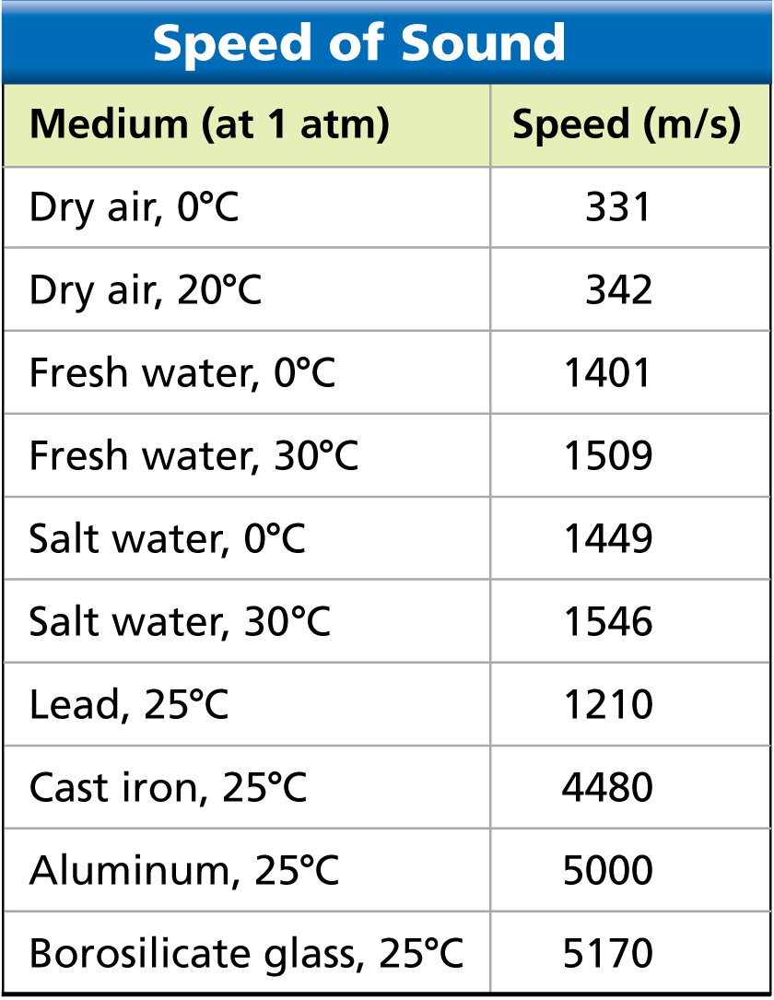 Speed of Sound
Medium (at 1 atm) Speed (m/s)
Dry air, 0°C 331
Dry air, 20°C 342
Fresh water, 0°C 1401
Fresh water, 30°C 1509
Salt water, 0°C 1449
Salt water, 30°C 1546
Lead, 25°C 1210
Cast iron, 25°C 4480
Aluminum, 25°C 5000
Borosilicate glass, 25°C 5170